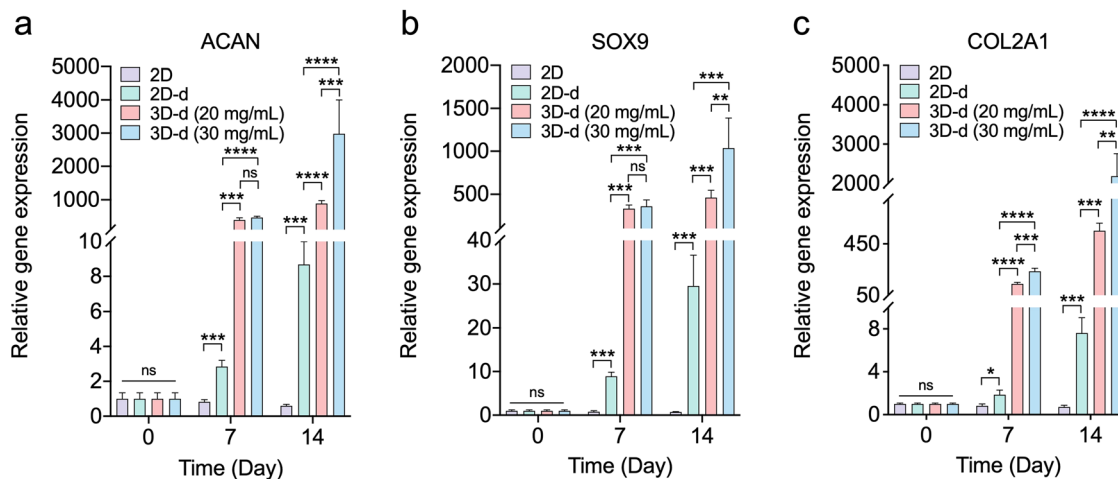 a
ACAN
Relative gene expression
5000
4000
3000
2000
1000
10
8
6
4
2
0
2D
2D-d
3D-d (20 mg/mL)
3D-d (30 mg/mL)
ns
***
***
****
ns
***
****
****
***
0
7
14
Time (Day)
b
SOX9
Relative gene expression
2000
1500
1000
500
40
30
20
10
0
2D
2D-d
3D-d (20 mg/mL)
3D-d (30 mg/mL)
ns
***
***
***
ns
***
***
***
**
0
7
14
Time (Day)
c
COL2A1
Relative gene expression
3000
2000
450
50
8
4
0
2D
2D-d
3D-d (20 mg/mL)
3D-d (30 mg/mL)
ns
*
****
****
***
***
***
****
**
0
7
14
Time (Day)